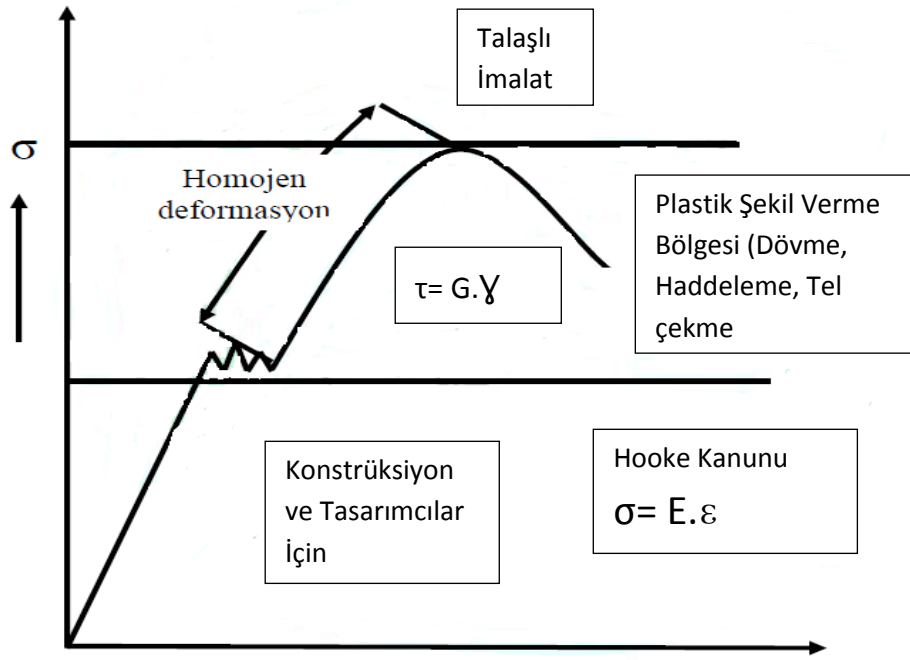 Talaşlı
İmalat
σ
Homojen
deformasyon
Plastik Şekil Verme
Bölgesi (Dövme,
Haddeleme, Tel
çekme
τ= G.Ɣ
Konstrüksiyon
ve Tasarımcılar
İçin
Hooke Kanunu
σ= E.ε